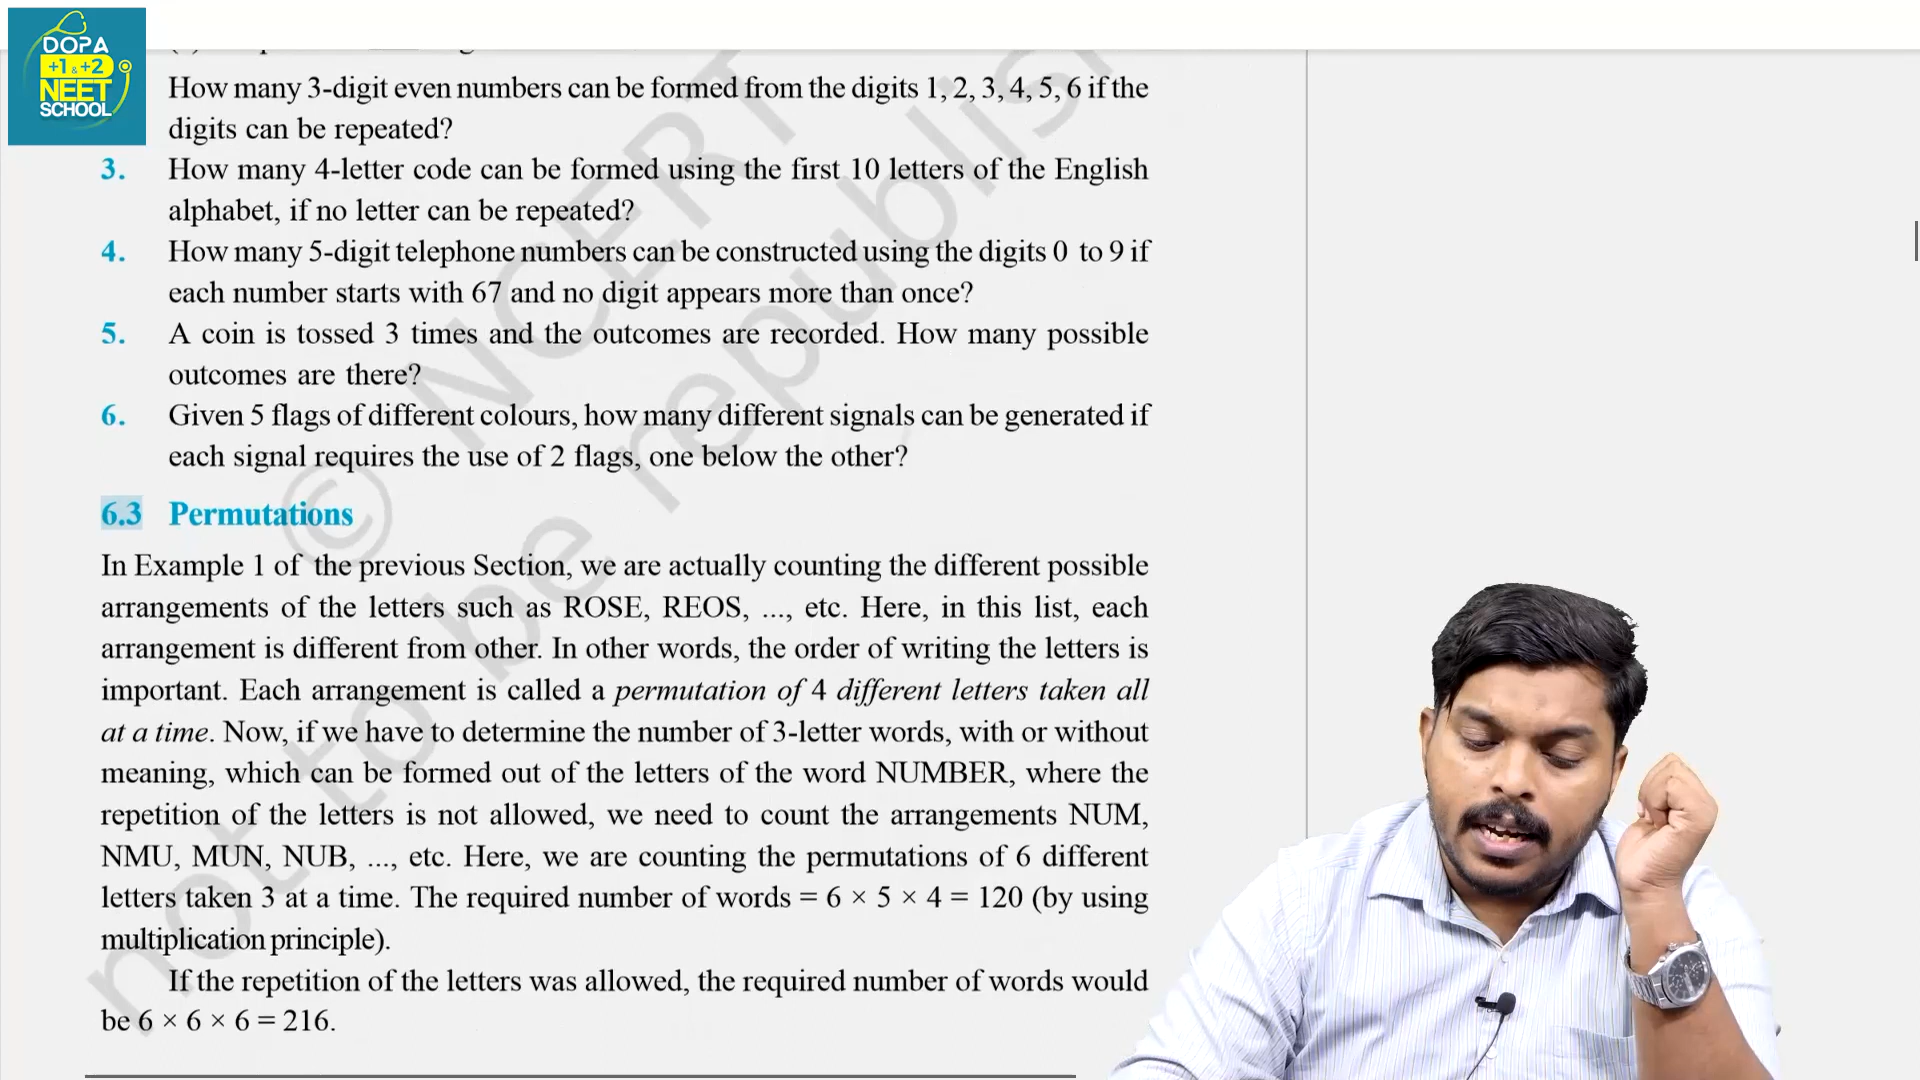 DOPA
+1 & +2
NEET
SCHOOL
How many 3-digit even numbers can be formed from the digits 1, 2, 3, 4, 5, 6 if the
digits can be repeated?
3. How many 4-letter code can be formed using the first 10 letters of the English
alphabet, if no letter can be repeated?
4. How many 5-digit telephone numbers can be constructed using the digits 0 to 9 if
each number starts with 67 and no digit appears more than once?
5. A coin is tossed 3 times and the outcomes are recorded. How many possible
outcomes are there?
6. Given 5 flags of different colours, how many different signals can be generated if
each signal requires the use of 2 flags, one below the other?
6.3 Permutations
In Example 1 of the previous Section, we are actually counting the different possible
arrangements of the letters such as ROSE, REOS, ..., etc. Here, in this list, each
arrangement is different from other. In other words, the order of writing the letters is
important. Each arrangement is called a permutation of 4 different letters taken all
at a time. Now, if we have to determine the number of 3-letter words, with or without
meaning, which can be formed out of the letters of the word NUMBER, where the
repetition of the letters is not allowed, we need to count the arrangements NUM,
NMU, MUN, NUB, ..., etc. Here, we are counting the permutations of 6 different
letters taken 3 at a time. The required number of words = 6 × 5 × 4 = 120 (by using
multiplication principle).
If the repetition of the letters was allowed, the required number of words would
be 6 × 6 × 6 = 216.
© NCERT
not to be republis